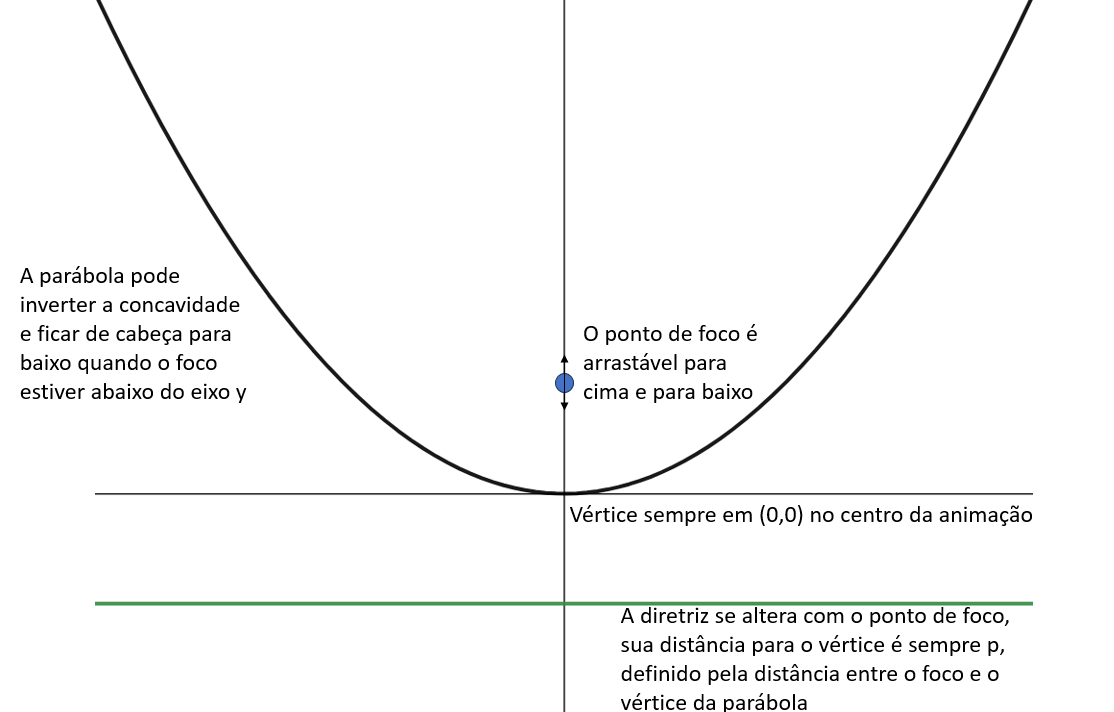 A parábola pode
inverter a concavidade
e ficar de cabeça para
baixo quando o foco
estiver abaixo do eixo y
O ponto de foco é
arrastável para
cima e para baixo
Vértice sempre em (0,0) no centro da animação
A diretriz se altera com o ponto de foco,
sua distância para o vértice é sempre p,
definido pela distância entre o foco e o
vértice da parábola